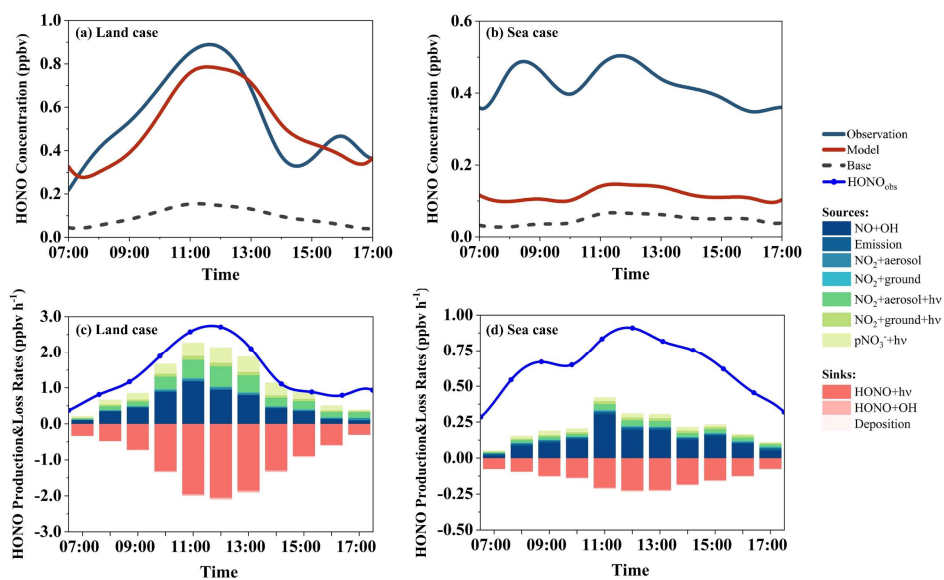 (a) Land case
HONO Concentration (ppbv)
1.0
0.8
0.6
0.4
0.2
0.0
07:00 09:00 11:00 13:00 15:00 17:00
Time
(b) Sea case
HONO Concentration (ppbv)
0.6
0.4
0.2
0.0
07:00 09:00 11:00 13:00 15:00 17:00
Time
Observation
Model
Base
HONOobs
Sources:
NO+OH
Emission
NO₂+aerosol
NO₂+ground
NO₂+aerosol+hν
NO₂+ground+hν
pNO₃⁻+hν
Sinks:
HONO+hν
HONO+OH
Deposition
(c) Land case
HONO Production&Loss Rates (ppbv h⁻¹)
3.0
2.0
1.0
0.0
-1.0
-2.0
-3.0
07:00 09:00 11:00 13:00 15:00 17:00
Time
(d) Sea case
HONO Production&Loss Rates (ppbv h⁻¹)
1.00
0.75
0.50
0.25
0.00
-0.25
-0.50
07:00 09:00 11:00 13:00 15:00 17:00
Time